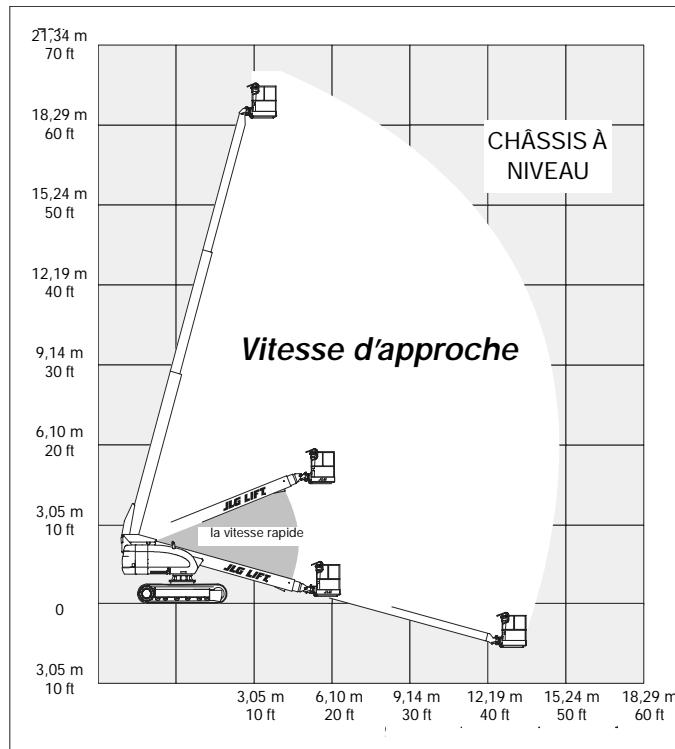 21,34 m
70 ft
18,29 m
60 ft
CHÂSSIS À
NIVEAU
15,24 m
50 ft
12,19 m
40 ft
Vitesse d'approche
9,14 m
30 ft
6,10 m
20 ft
JLG LIFT
3,05 m
10 ft
la vitesse rapide
JLG LIFT
0
3,05 m
10 ft
3,05 m 6,10 m 9,14 m 12,19 m 15,24 m 18,29 m
10 ft 20 ft 30 ft 40 ft 50 ft 60 ft